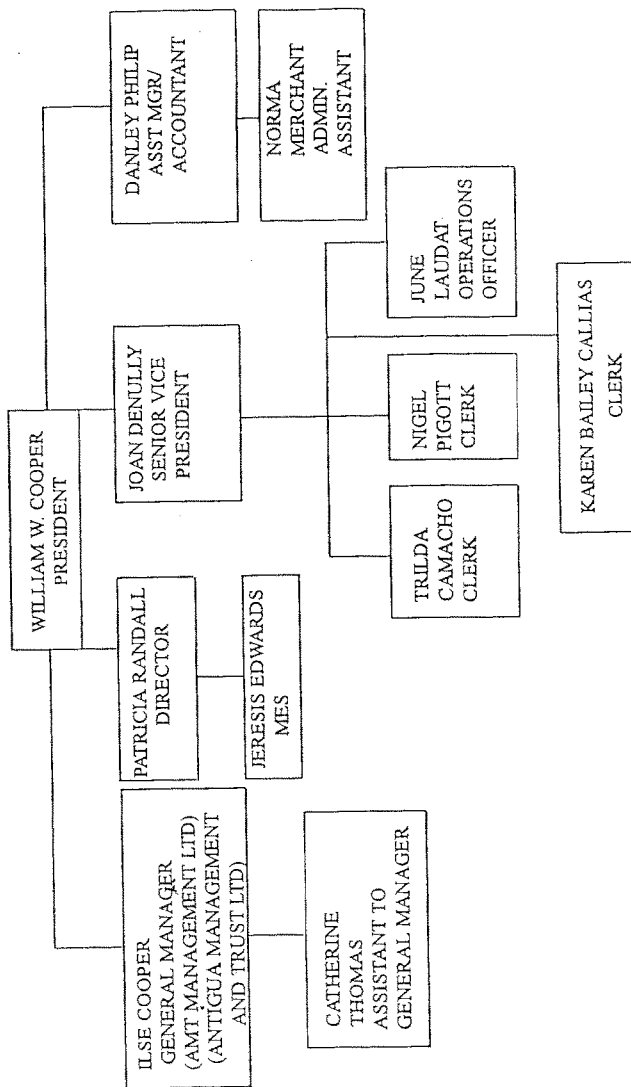 WILLIAM W. COOPER
PRESIDENT
ILSE COOPER
GENERAL MANAGER
(AMT MANAGEMENT LTD)
(ANTIGUA MANAGEMENT
AND TRUST LTD)
PATRICIA RANDALL
DIRECTOR
JOAN DENULLY
SENIOR VICE
PRESIDENT
DANLEY PHILIP
ASST MGR/
ACCOUNTANT
CATHERINE
THOMAS
ASSISTANT TO
GENERAL MANAGER
JERESIS EDWARDS
MES
NORMA
MERCHANT
ADMIN.
ASSISTANT
TRILDA
CAMACHO
CLERK
NIGEL
PIGOTT
CLERK
JUNE
LAUDAT
OPERATIONS
OFFICER
KAREN BAILEY CALLIAS
CLERK